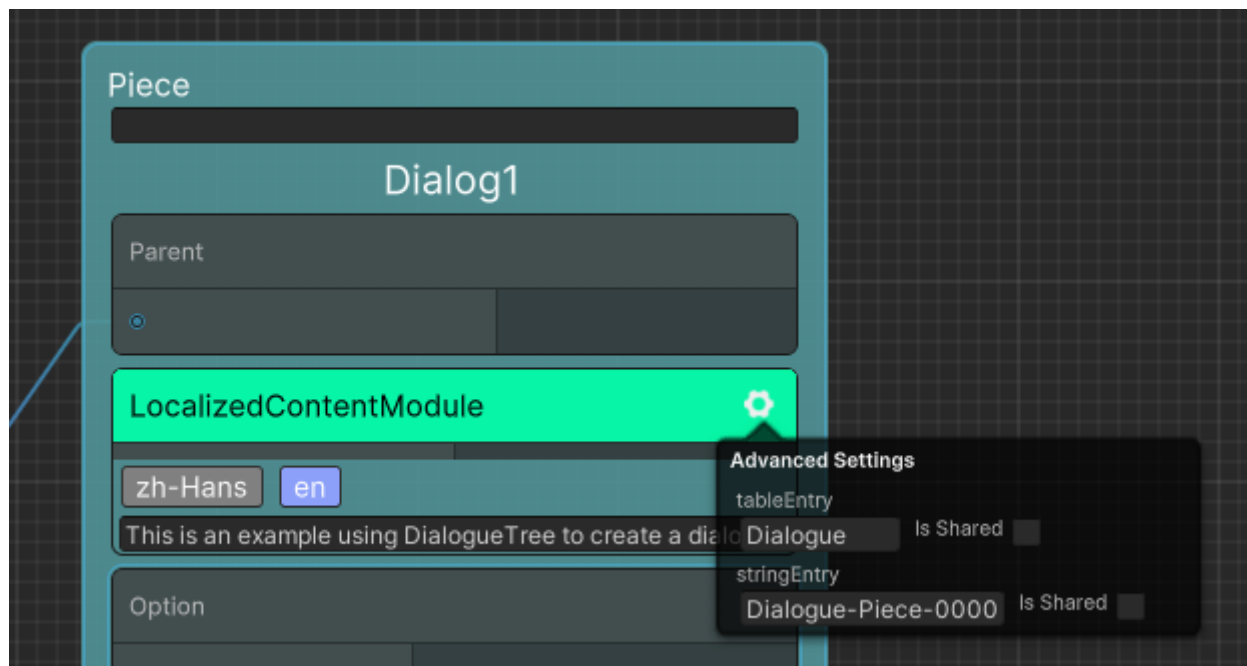 Piece
Dialog1
Parent
LocalizedContentModule
Advanced Settings
zh-Hans en
tableEntry
This is an example using DialogueTree to create a
Dialogue Is Shared
stringEntry
Option
Dialogue-Piece-0000 Is Shared